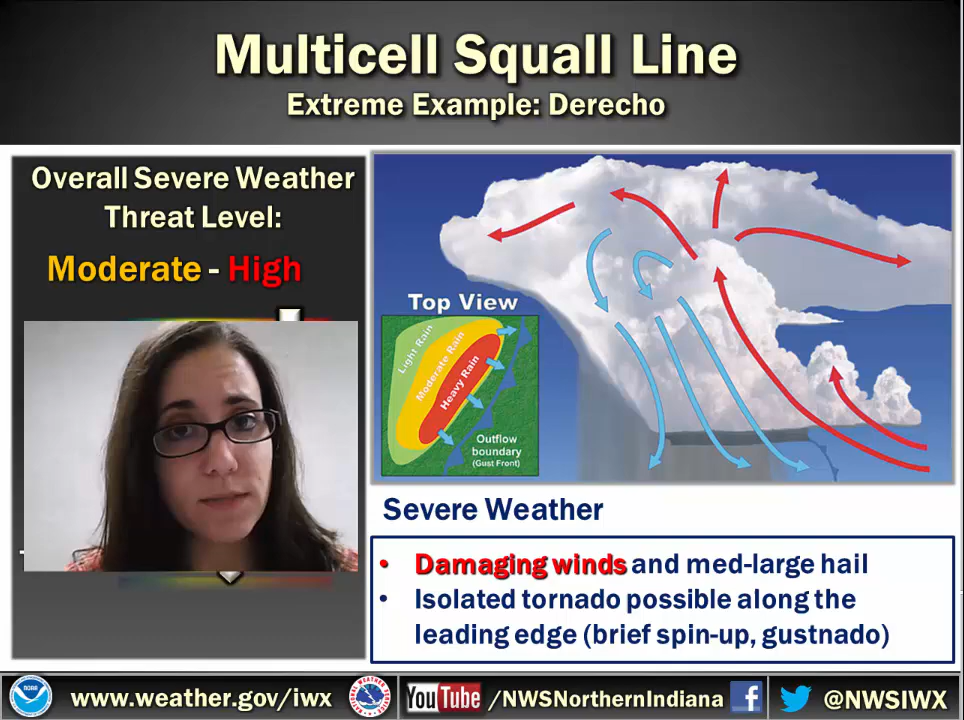 Multicell Squall Line
Extreme Example: Derecho
Overall Severe Weather
Threat Level:
Moderate - High
Top View
Light Rain
Moderate Rain
Heavy Rain
Outflow
boundary
(Gust Front)
Severe Weather
• Damaging winds and med-large hail
• Isolated tornado possible along the
leading edge (brief spin-up, gustnado)
NOAA
www.weather.gov/iwx
YouTube /NWSNorthernIndiana
f
@NWSIWX